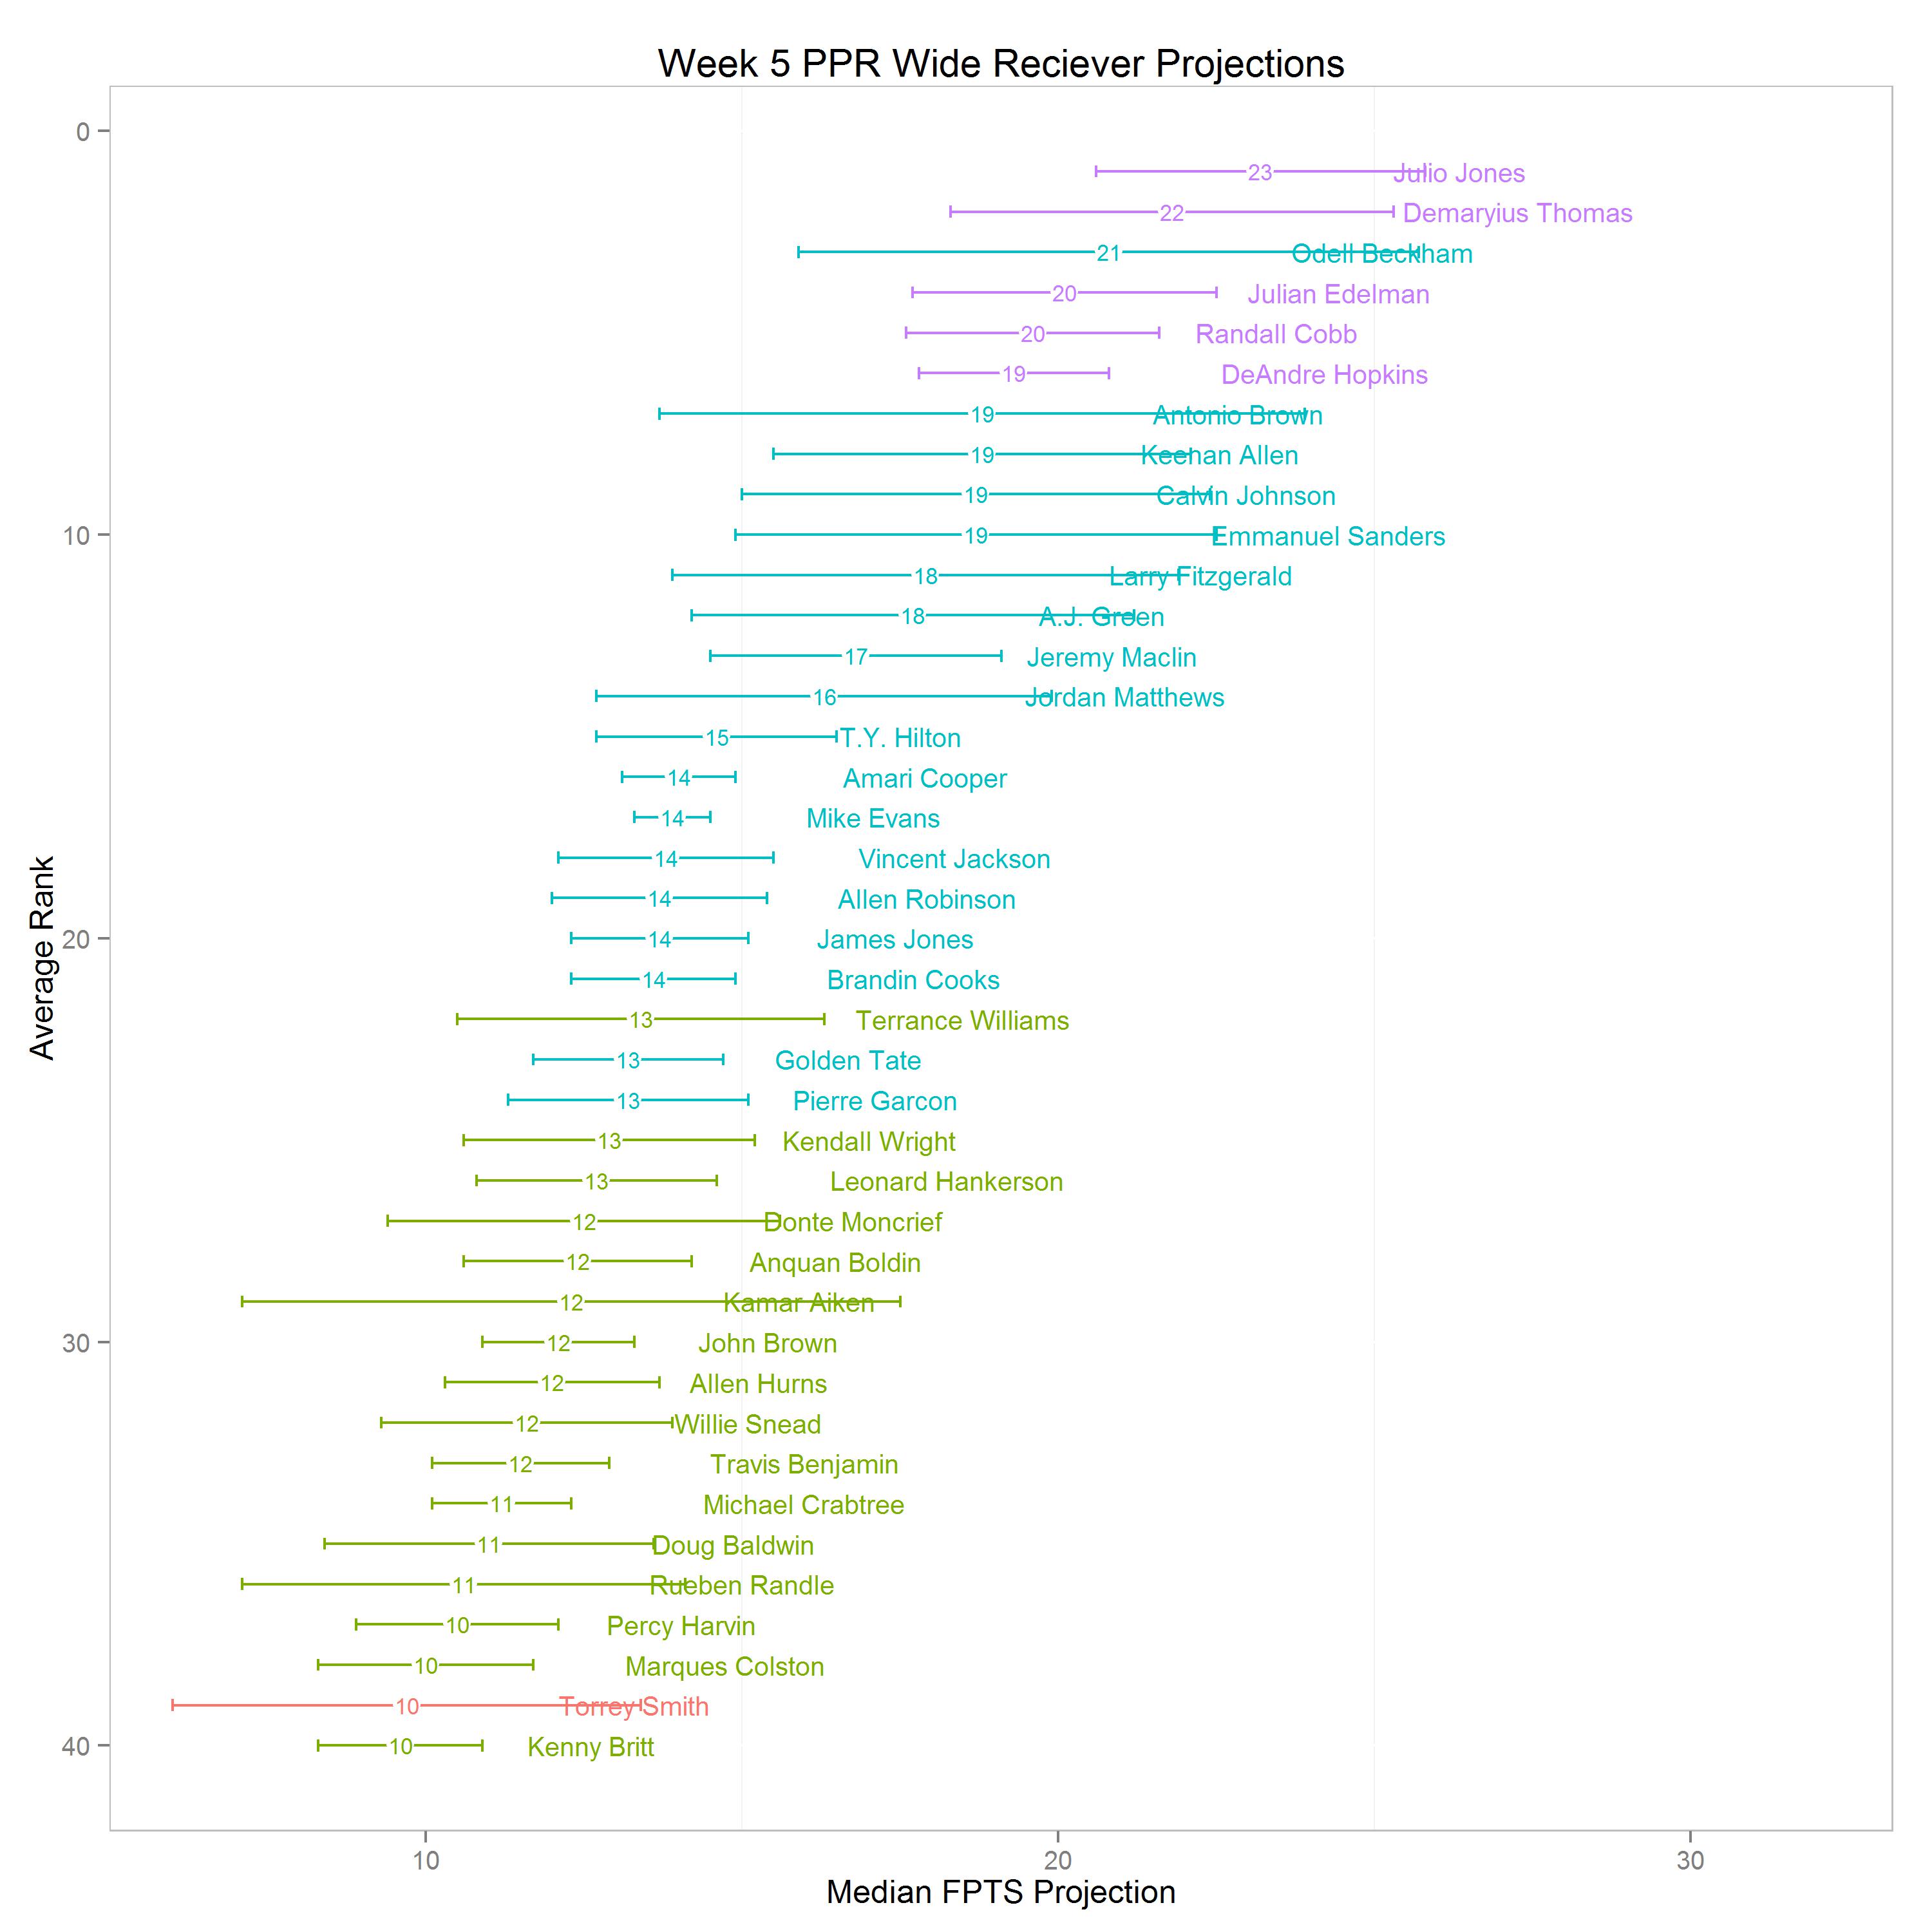 Week 5 PPR Wide Reciever Projections
0
23 Julio Jones
22 Demaryius Thomas
21 Odell Beckham
20 Julian Edelman
20 Randall Cobb
19 DeAndre Hopkins
19 Antonio Brown
19 Keenan Allen
19 Calvin Johnson
10 19 Emmanuel Sanders
18 Larry Fitzgerald
18 A.J. Green
17 Jeremy Maclin
16 Jordan Matthews
15 T.Y. Hilton
14 Amari Cooper
14 Mike Evans
14 Vincent Jackson
14 Allen Robinson
20 14 James Jones
14 Brandin Cooks
13 Terrance Williams
13 Golden Tate
13 Pierre Garcon
13 Kendall Wright
13 Leonard Hankerson
12 Donte Moncrief
12 Anquan Boldin
12 Kamar Aiken
30 12 John Brown
12 Allen Hurns
12 Willie Snead
12 Travis Benjamin
11 Michael Crabtree
11 Doug Baldwin
11 Rueben Randle
10 Percy Harvin
10 Marques Colston
10 Torrey Smith
40 10 Kenny Britt
Average Rank
10 20 30
Median FPTS Projection